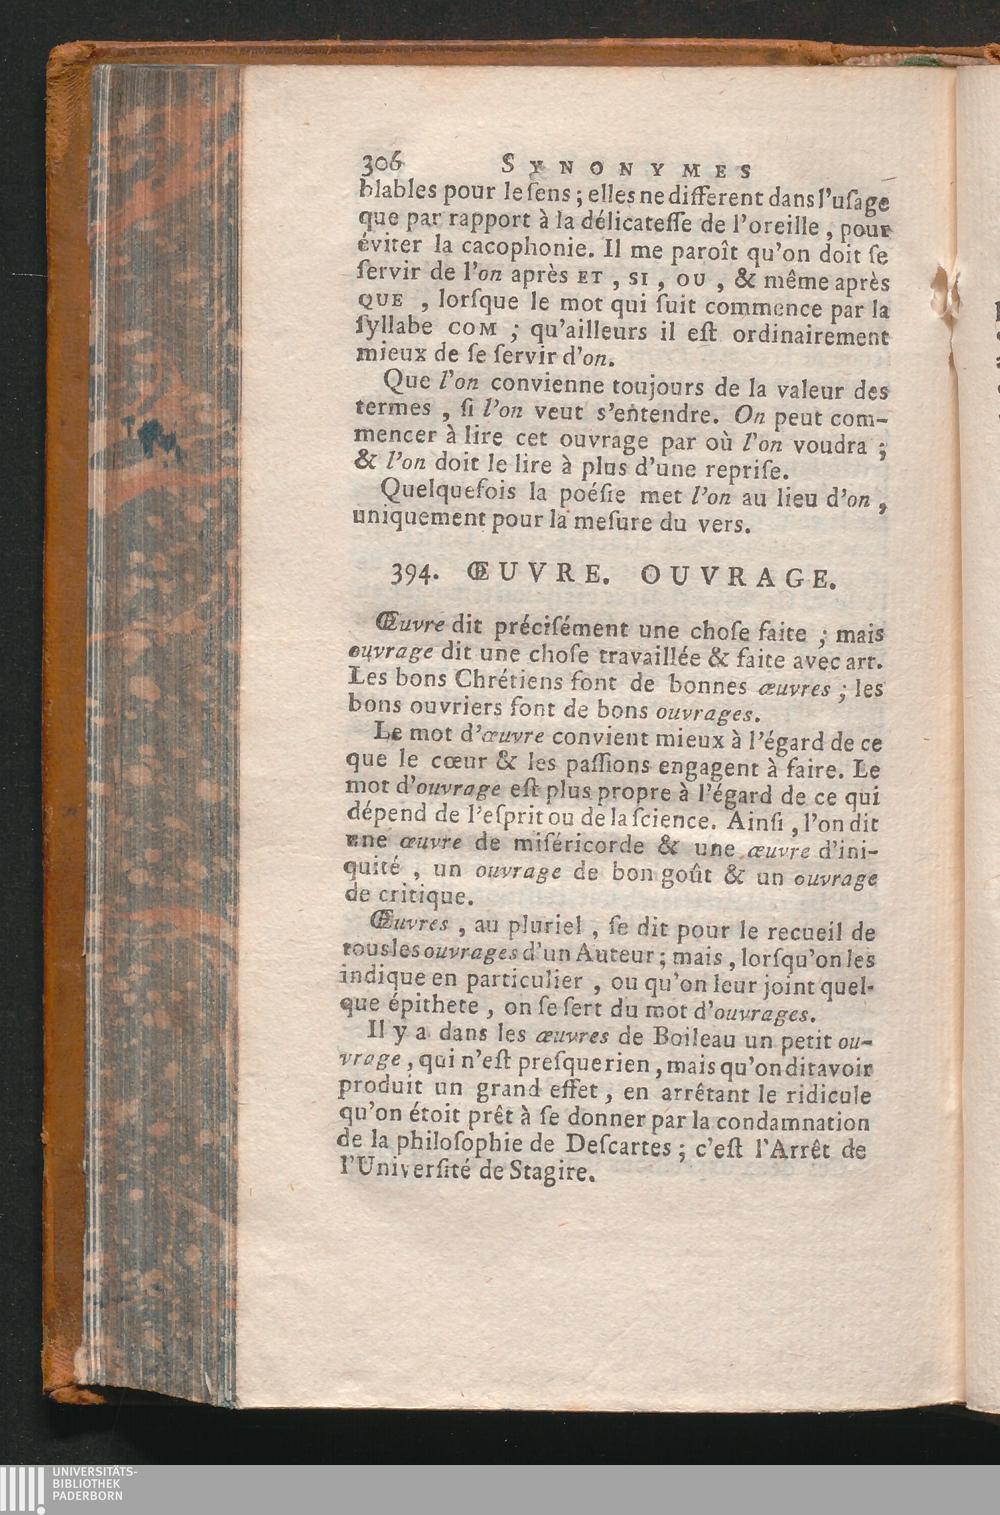 306 SYNONYMES
blables pour le ſens ; elles ne different dans l'uſage
que par rapport à la délicateſſe de l'oreille , pour
éviter la cacophonie. Il me paroît qu'on doit ſe
ſervir de l'on après ET , SI , OU , & même après
QUE , lorſque le mot qui ſuit commence par la
ſyllabe COM ; qu'ailleurs il eſt ordinairement
mieux de ſe ſervir d'on.
Que l'on convienne toujours de la valeur des
termes , ſi l'on veut s'entendre. On peut com-
mencer à lire cet ouvrage par où l'on voudra ;
& l'on doit le lire à plus d'une repriſe.
Quelquefois la poéſie met l'on au lieu d'on ,
uniquement pour la meſure du vers.
394. ŒUVRE. OUVRAGE.
Œuvre dit préciſément une choſe faite ; mais
ouvrage dit une choſe travaillée & faite avec art.
Les bons Chrétiens font de bonnes œuvres ; les
bons ouvriers font de bons ouvrages.
Le mot d'œuvre convient mieux à l'égard de ce
que le cœur & les paſſions engagent à faire. Le
mot d'ouvrage eſt plus propre à l'égard de ce qui
dépend de l'eſprit ou de la ſcience. Ainſi , l'on dit
une œuvre de miſéricorde & une œuvre d'ini-
quité , un ouvrage de bon goût & un ouvrage
de critique.
Œuvres , au pluriel , ſe dit pour le recueil de
tous les ouvrages d'un Auteur ; mais , lorſqu'on les
indique en particulier , ou qu'on leur joint quel-
que épithete , on ſe ſert du mot d'ouvrages.
Il y a dans les œuvres de Boileau un petit ou-
vrage , qui n'eſt preſque rien , mais qu'on dit avoir
produit un grand effet , en arrêtant le ridicule
qu'on étoit prêt à ſe donner par la condamnation
de la philoſophie de Deſcartes ; c'eſt l'Arrêt de
l'Univerſité de Stagire.
UNIVERSITÄTS-
BIBLIOTHEK
PADERBORN